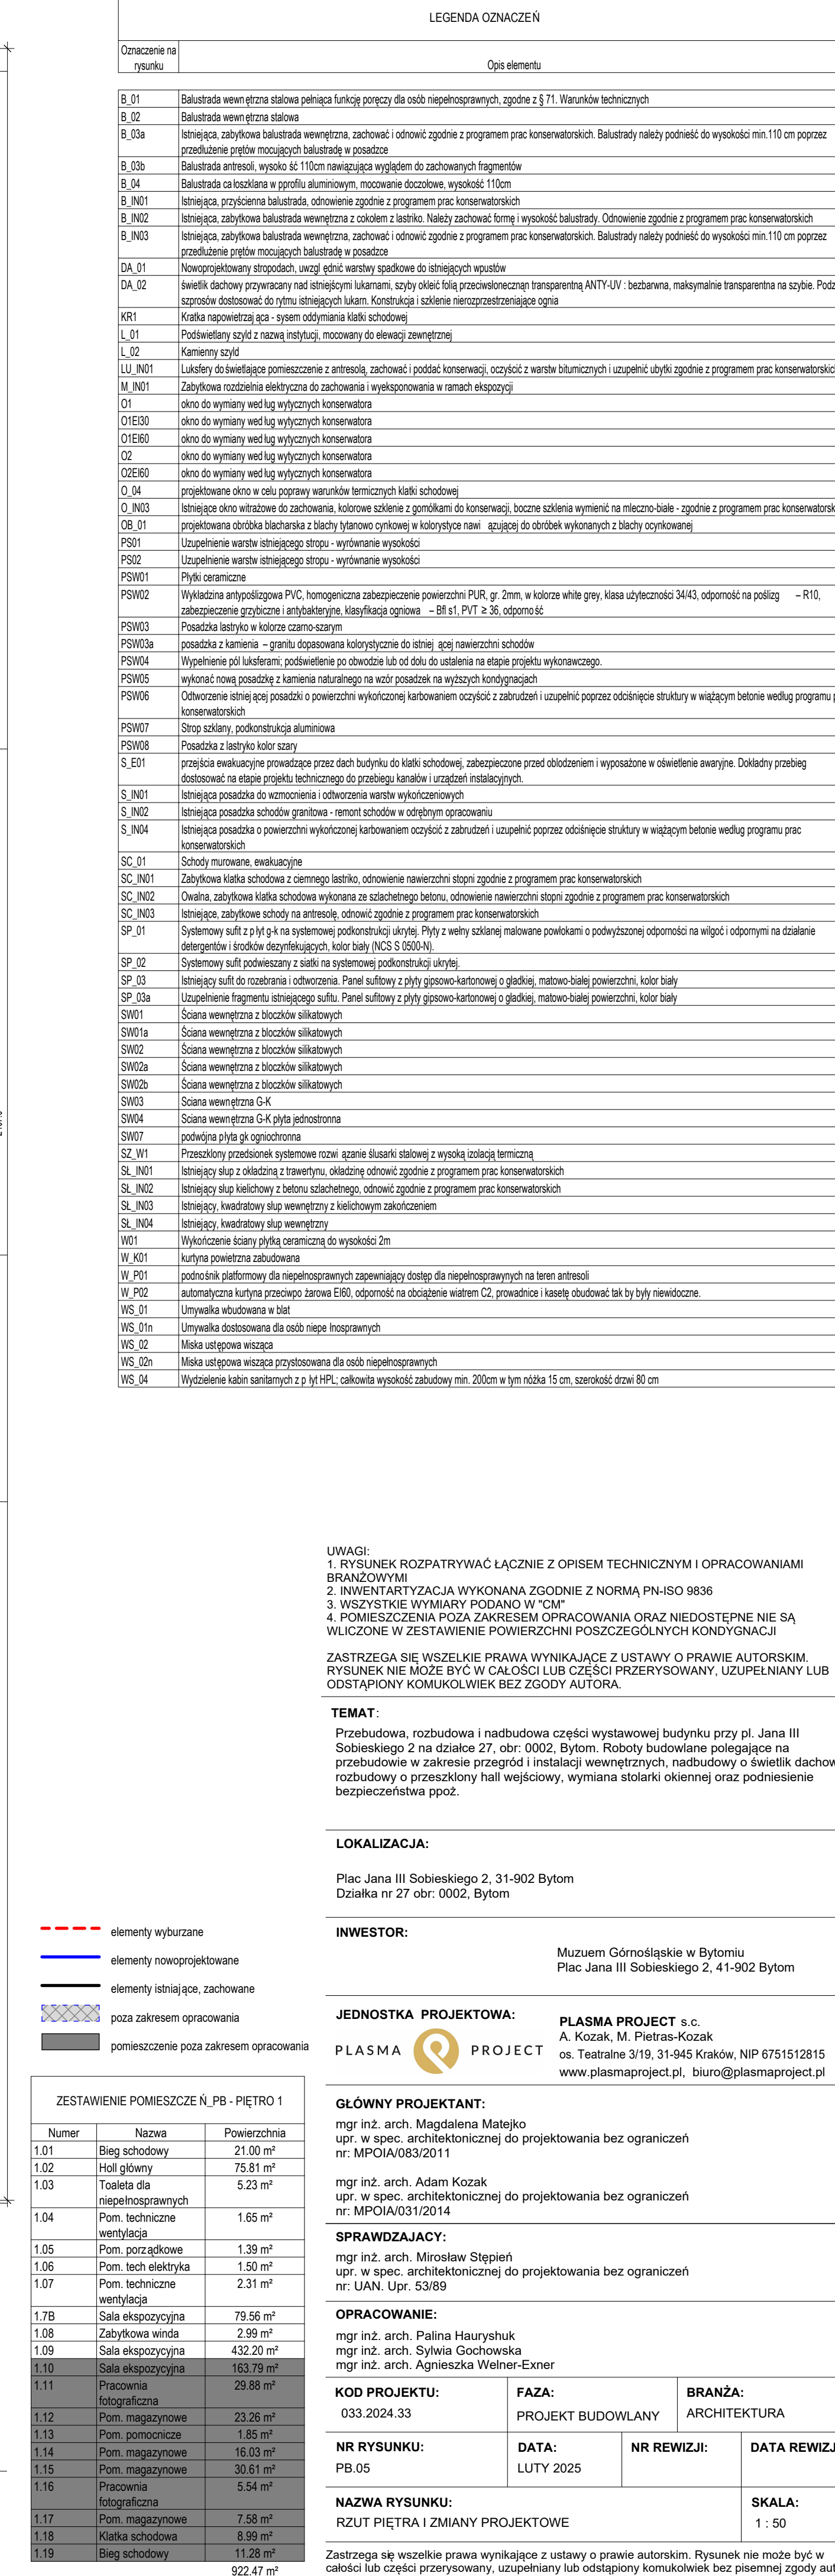 LEGENDA OZNACZEŃ
Oznaczenie na
rysunku
Opis elementu
B_01 Balustrada wewnętrzna stalowa pełniąca funkcję poręczy dla osób niepełnosprawnych, zgodne z § 71. Warunków technicznych
B_02 Balustrada wewnętrzna stalowa
B_03a Istniejąca, zabytkowa balustrada wewnętrzna, zachować i odnowić zgodnie z programem prac konserwatorskich. Balustrady należy podnieść do wysokości min.110 cm poprzez
przedłużenie prętów mocujących balustradę w posadzce
B_03b Balustrada antresoli, wysoko ść 110cm nawiązująca wyglądem do zachowanych fragmentów
B_04 Balustrada całoszklana w pprofilu aluminiowym, mocowanie doczołowe, wysokość 110cm
B_IN01 Istniejąca, przyścienna balustrada, odnowienie zgodnie z programem prac konserwatorskich
B_IN02 Istniejąca, zabytkowa balustrada wewnętrzna z cokołem z lastriko. Należy zachować formę i wysokość balustrady. Odnowienie zgodnie z programem prac konserwatorskich
B_IN03 Istniejąca, zabytkowa balustrada wewnętrzna, zachować i odnowić zgodnie z programem prac konserwatorskich. Balustrady należy podnieść do wysokości min.110 cm poprzez
przedłużenie prętów mocujących balustradę w posadzce
DA_01 Nowoprojektowany stropodach, uwzgl ędnić warstwy spadkowe do istniejących wpustów
DA_02 świetlik dachowy przywracany nad istniejścymi lukarnami, szyby okleić folią przeciwsłonecznąn transparentną ANTY-UV : bezbarwna, maksymalnie transparentna na szybie. Podz
szprosów dostosować do rytmu istniejących lukarn. Konstrukcja i szklenie nierozprzestrzeniające ognia
KR1 Kratka napowietrzaj ąca - sysem oddymiania klatki schodowej
L_01 Podświetlany szyld z nazwą instytucji, mocowany do elewacji zewnętrznej
L_02 Kamienny szyld
LU_IN01 Luksfery doświetlające pomieszczenie z antresolą, zachować i poddać konserwacji, oczyścić z warstw bitumicznych i uzupełnić ubytki zgodnie z programem prac konserwatorskich
M_IN01 Zabytkowa rozdzielnia elektryczna do zachowania i wyeksponowania w ramach ekspozycji
O1 okno do wymiany według wytycznych konserwatora
O1EI30 okno do wymiany według wytycznych konserwatora
O1EI60 okno do wymiany według wytycznych konserwatora
O2 okno do wymiany według wytycznych konserwatora
O2EI60 okno do wymiany według wytycznych konserwatora
O_04 projektowane okno w celu poprawy warunków termicznych klatki schodowej
O_IN03 Istniejące okno witrażowe do zachowania, kolorowe szklenie z gomółkami do konserwacji, boczne szklenia wymienić na mleczno-białe - zgodnie z programem prac konserwatorsk
OB_01 projektowana obróbka blacharska z blachy tytanowo cynkowej w kolorystyce nawi ązującej do obróbek wykonanych z blachy ocynkowanej
PS01 Uzupełnienie warstw istniejącego stropu - wyrównanie wysokości
PS02 Uzupełnienie warstw istniejącego stropu - wyrównanie wysokości
PSW01 Płytki ceramiczne
PSW02 Wykładzina antypoślizgowa PVC, homogeniczna zabezpieczenie powierzchni PUR, gr. 2mm, w kolorze white grey, klasa użyteczności 34/43, odporność na poślizg – R10,
zabezpieczenie grzybiczne i antybakteryjne, klasyfikacja ogniowa – Bfl s1, PVT ≥ 36, odporność
PSW03 Posadzka lastryko w kolorze czarno-szarym
PSW03a posadzka z kamienia – granitu dopasowana kolorystycznie do istniej ącej nawierzchni schodów
PSW04 Wypełnienie pól luksferami; podświetlenie po obwodzie lub od dołu do ustalenia na etapie projektu wykonawczego.
PSW05 wykonać nową posadzkę z kamienia naturalnego na wzór posadzek na wyższych kondygnacjach
PSW06 Odtworzenie istniejącej posadzki o powierzchni wykończonej karbowaniem oczyścić z zabrudzeń i uzupełnić poprzez odciśnięcie struktury w wiążącym betonie według programu p
konserwatorskich
PSW07 Strop szklany, podkonstrukcja aluminiowa
PSW08 Posadzka z lastryko kolor szary
S_E01 przejścia ewakuacyjne prowadzące przez dach budynku do klatki schodowej, zabezpieczone przed oblodzeniem i wyposażone w oświetlenie awaryjne. Dokładny przebieg
dostosować na etapie projektu technicznego do przebiegu kanałów i urządzeń instalacyjnych.
S_IN01 Istniejąca posadzka do wzmocnienia i odtworzenia warstw wykończeniowych
S_IN02 Istniejąca posadzka schodów granitowa - remont schodów w odrębnym opracowaniu
S_IN04 Istniejąca posadzka o powierzchni wykończonej karbowaniem oczyścić z zabrudzeń i uzupełnić poprzez odciśnięcie struktury w wiążącym betonie według programu prac
konserwatorskich
SC_01 Schody murowane, ewakuacyjne
SC_IN01 Zabytkowa klatka schodowa z ciemnego lastriko, odnowienie nawierzchni stopni zgodnie z programem prac konserwatorskich
SC_IN02 Owalna, zabytkowa klatka schodowa wykonana ze szlachetnego betonu, odnowienie nawierzchni stopni zgodnie z programem prac konserwatorskich
SC_IN03 Istniejące, zabytkowe schody na antresolę, odnowić zgodnie z programem prac konserwatorskich
SP_01 Systemowy sufit z płyt g-k na systemowej podkonstrukcji ukrytej. Płyty z wełny szklanej malowane powłokami o podwyższonej odporności na wilgoć i odpornymi na działanie
detergentów i środków dezynfekujących, kolor biały (NCS S 0500-N).
SP_02 Systemowy sufit podwieszany z siatki na systemowej podkonstrukcji ukrytej.
SP_03 Istniejący sufit do rozebrania i odtworzenia. Panel sufitowy z płyty gipsowo-kartonowej o gładkiej, matowo-białej powierzchni, kolor biały
SP_03a Uzupełnienie fragmentu istniejącego sufitu. Panel sufitowy z płyty gipsowo-kartonowej o gładkiej, matowo-białej powierzchni, kolor biały
SW01 Ściana wewnętrzna z bloczków silikatowych
SW01a Ściana wewnętrzna z bloczków silikatowych
SW02 Ściana wewnętrzna z bloczków silikatowych
SW02a Ściana wewnętrzna z bloczków silikatowych
SW02b Ściana wewnętrzna z bloczków silikatowych
SW03 Sciana wewnętrzna G-K
SW04 Sciana wewnętrzna G-K płyta jednostronna
SW07 podwójna płyta gk ogniochronna
SZ_W1 Przeszklony przedsionek systemowe rozwi ązanie ślusarki stalowej z wysoką izolacją termiczną
SŁ_IN01 Istniejący słup z okładziną z trawertynu, okładzinę odnowić zgodnie z programem prac konserwatorskich
SŁ_IN02 Istniejący słup kielichowy z betonu szlachetnego, odnowić zgodnie z programem prac konserwatorskich
SŁ_IN03 Istniejący, kwadratowy słup wewnętrzny z kielichowym zakończeniem
SŁ_IN04 Istniejący, kwadratowy słup wewnętrzny
W01 Wykończenie ściany płytką ceramiczną do wysokości 2m
W_K01 kurtyna powietrzna zabudowana
W_P01 podnośnik platformowy dla niepełnosprawnych zapewniający dostęp dla niepełnosprawynych na teren antresoli
W_P02 automatyczna kurtyna przeciwpo żarowa EI60, odporność na obciążenie wiatrem C2, prowadnice i kasetę obudować tak by były niewidoczne.
WS_01 Umywalka wbudowana w blat
WS_01n Umywalka dostosowana dla osób niepe łnosprawnych
WS_02 Miska ustępowa wisząca
WS_02n Miska ustępowa wisząca przystosowana dla osób niepełnosprawnych
WS_04 Wydzielenie kabin sanitarnych z p łyt HPL; całkowita wysokość zabudowy min. 200cm w tym nóżka 15 cm, szerokość drzwi 80 cm
UWAGI:
1. RYSUNEK ROZPATRYWAĆ ŁĄCZNIE Z OPISEM TECHNICZNYM I OPRACOWANIAMI
BRANŻOWYMI
2. INWENTARTYZACJA WYKONANA ZGODNIE Z NORMĄ PN-ISO 9836
3. WSZYSTKIE WYMIARY PODANO W "CM"
4. POMIESZCZENIA POZA ZAKRESEM OPRACOWANIA ORAZ NIEDOSTĘPNE NIE SĄ
WLICZONE W ZESTAWIENIE POWIERZCHNI POSZCZEGÓLNYCH KONDYGNACJI
ZASTRZEGA SIĘ WSZELKIE PRAWA WYNIKAJĄCE Z USTAWY O PRAWIE AUTORSKIM.
RYSUNEK NIE MOŻE BYĆ W CAŁOŚCI LUB CZĘŚCI PRZERYSOWANY, UZUPEŁNIANY LUB
ODSTĄPIONY KOMUKOLWIEK BEZ ZGODY AUTORA.
TEMAT:
Przebudowa, rozbudowa i nadbudowa części wystawowej budynku przy pl. Jana III
Sobieskiego 2 na działce 27, obr: 0002, Bytom. Roboty budowlane polegające na
przebudowie w zakresie przegród i instalacji wewnętrznych, nadbudowy o świetlik dachow
rozbudowy o przeszklony hall wejściowy, wymiana stolarki okiennej oraz podniesienie
bezpieczeństwa ppoż.
LOKALIZACJA:
Plac Jana III Sobieskiego 2, 31-902 Bytom
Działka nr 27 obr: 0002, Bytom
INWESTOR:
Muzuem Górnośląskie w Bytomiu
Plac Jana III Sobieskiego 2, 41-902 Bytom
elementy wyburzane
elementy nowoprojektowane
elementy istniejące, zachowane
poza zakresem opracowania
pomieszczenie poza zakresem opracowania
JEDNOSTKA PROJEKTOWA:
PLASMA PROJECT
PLASMA PROJECT s.c.
A. Kozak, M. Pietras-Kozak
os. Teatralne 3/19, 31-945 Kraków, NIP 6751512815
www.plasmaproject.pl, biuro@plasmaproject.pl
ZESTAWIENIE POMIESZCZE Ń_PB - PIĘTRO 1
Numer Nazwa Powierzchnia
1.01 Bieg schodowy 21.00 m²
1.02 Holl główny 75.81 m²
1.03 Toaleta dla 5.23 m²
niepełnosprawnych
1.04 Pom. techniczne 1.65 m²
wentylacja
1.05 Pom. porządkowe 1.39 m²
1.06 Pom. tech elektryka 1.50 m²
1.07 Pom. techniczne 2.31 m²
wentylacja
1.7B Sala ekspozycyjna 79.56 m²
1.08 Zabytkowa winda 2.99 m²
1.09 Sala ekspozycyjna 432.20 m²
1.10 Sala ekspozycyjna 163.79 m²
1.11 Pracownia 29.88 m²
fotograficzna
1.12 Pom. magazynowe 23.26 m²
1.13 Pom. pomocnicze 1.85 m²
1.14 Pom. magazynowe 16.03 m²
1.15 Pom. magazynowe 30.61 m²
1.16 Pracownia 5.54 m²
fotograficzna
1.17 Pom. magazynowe 7.58 m²
1.18 Klatka schodowa 8.99 m²
1.19 Bieg schodowy 11.28 m²
922.47 m²
GŁÓWNY PROJEKTANT:
mgr inż. arch. Magdalena Matejko
upr. w spec. architektonicznej do projektowania bez ograniczeń
nr: MPOIA/083/2011
mgr inż. arch. Adam Kozak
upr. w spec. architektonicznej do projektowania bez ograniczeń
nr: MPOIA/031/2014
SPRAWDZAJACY:
mgr inż. arch. Mirosław Stępień
upr. w spec. architektonicznej do projektowania bez ograniczeń
nr: UAN. Upr. 53/89
OPRACOWANIE:
mgr inż. arch. Palina Hauryshuk
mgr inż. arch. Sylwia Gochowska
mgr inż. arch. Agnieszka Welner-Exner
KOD PROJEKTU: FAZA: BRANŻA:
033.2024.33 PROJEKT BUDOWLANY ARCHITEKTURA
NR RYSUNKU: DATA: NR REWIZJI: DATA REWIZJ
PB.05 LUTY 2025
NAZWA RYSUNKU: SKALA:
RZUT PIĘTRA I ZMIANY PROJEKTOWE 1 : 50
Zastrzega się wszelkie prawa wynikające z ustawy o prawie autorskim. Rysunek nie może być w
całości lub części przerysowany, uzupełniany lub odstąpiony komukolwiek bez pisemnej zgody aut